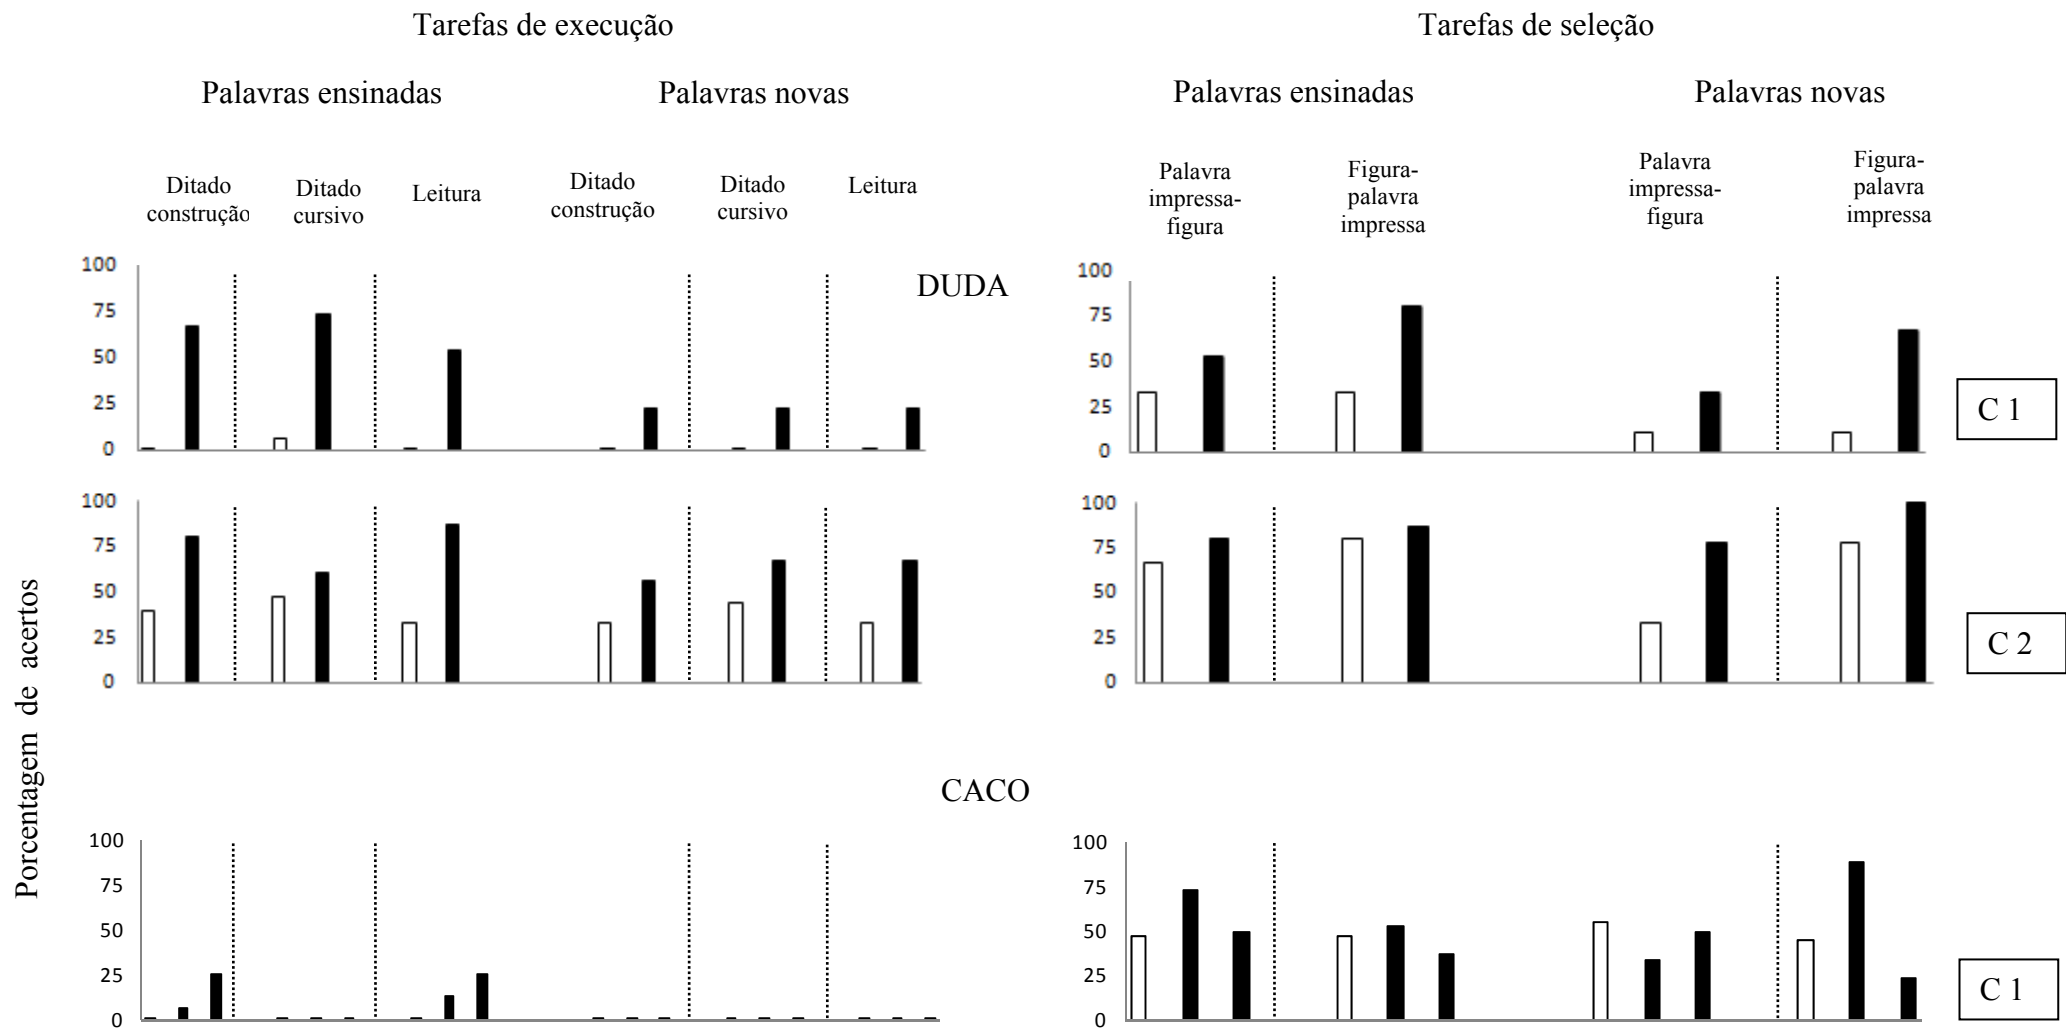 Tarefas de execução
Tarefas de seleção
Palavras ensinadas
Palavras novas
Palavras ensinadas
Palavras novas
Ditado
construção
Ditado
cursivo
Leitura
Ditado
construção
Ditado
cursivo
Leitura
Palavra
impressa-
figura
Figura-
palavra
impressa
Palavra
impressa-
figura
Figura-
palavra
impressa
DUDA
100
75
50
25
0
100
75
50
25
0
C 1
100
75
50
25
0
100
75
50
25
0
C 2
Porcentagem de acertos
CACO
100
75
50
25
0
100
75
50
25
0
C 1